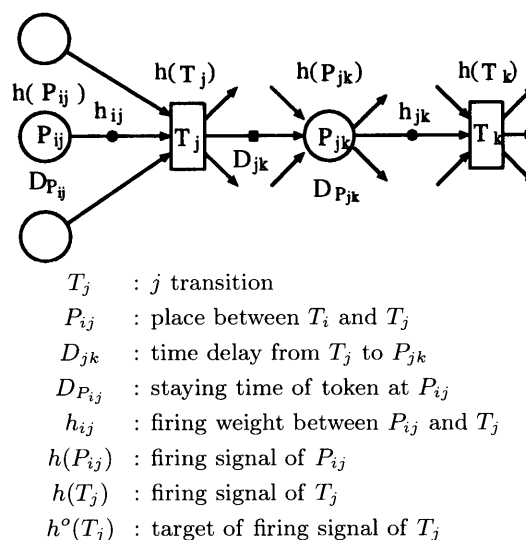 h(T_j) h(P_jk) h(T_k)
h(P_ij) h_ij h_jk
P_ij T_j P_jk T_k
D_jk
D_P_ij D_P_jk
T_j : j transition
P_ij : place between T_i and T_j
D_jk : time delay from T_j to P_jk
D_P_ij : staying time of token at P_ij
h_ij : firing weight between P_ij and T_j
h(P_ij) : firing signal of P_ij
h(T_j) : firing signal of T_j
h^o(T_j) : target of firing signal of T_j